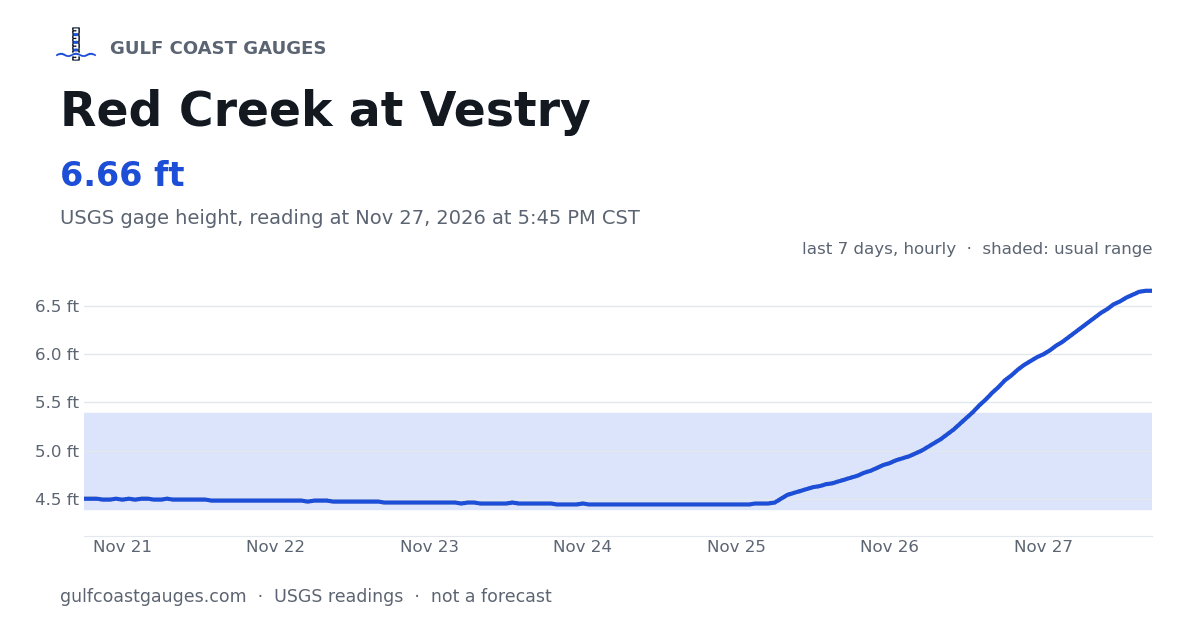 GULF COAST GAUGES
Red Creek at Vestry
6.66 ft
USGS gage height, reading at Nov 27, 2026 at 5:45 PM CST
last 7 days, hourly · shaded: usual range
6.5 ft
6.0 ft
5.5 ft
5.0 ft
4.5 ft
Nov 21 Nov 22 Nov 23 Nov 24 Nov 25 Nov 26 Nov 27
gulfcoastgauges.com · USGS readings · not a forecast